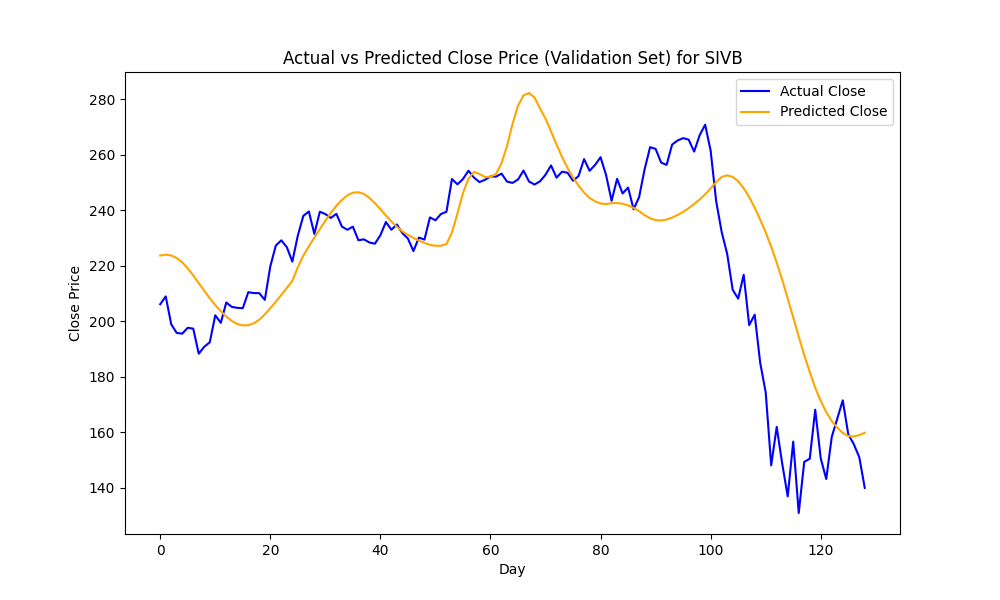 Actual vs Predicted Close Price (Validation Set) for SIVB
Actual Close
Predicted Close
Close Price
280
260
240
220
200
180
160
140
0 20 40 60 80 100 120
Day